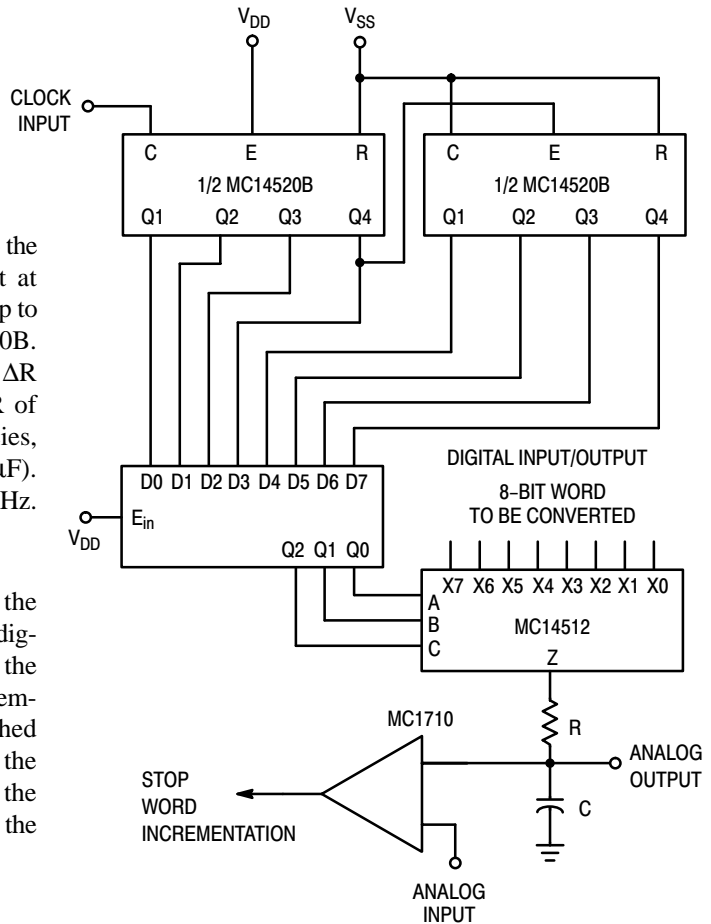 VDD
VSS
CLOCK
INPUT
C E R
1/2 MC14520B
Q1 Q2 Q3 Q4
C E R
1/2 MC14520B
Q1 Q2 Q3 Q4
the
t at
p to
0B.
ΔR
R of
ies,
µF).
Hz.
the
dig-
the
em-
hed
the
the
the
D0 D1 D2 D3 D4 D5 D6 D7
Ein
VDD
Q2 Q1 Q0
DIGITAL INPUT/OUTPUT
8−BIT WORD
TO BE CONVERTED
X7 X6 X5 X4 X3 X2 X1 X0
A
B
C
MC14512
Z
R
MC1710
ANALOG
OUTPUT
C
STOP
WORD
INCREMENTATION
ANALOG
INPUT